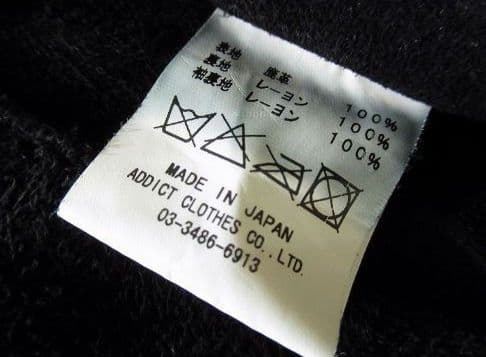 表地 鹿革 100%
裏地 レーヨン 100%
袖裏地 レーヨン 100%
MADE IN JAPAN
ADDICT CLOTHES CO.,LTD.
03-3486-6913